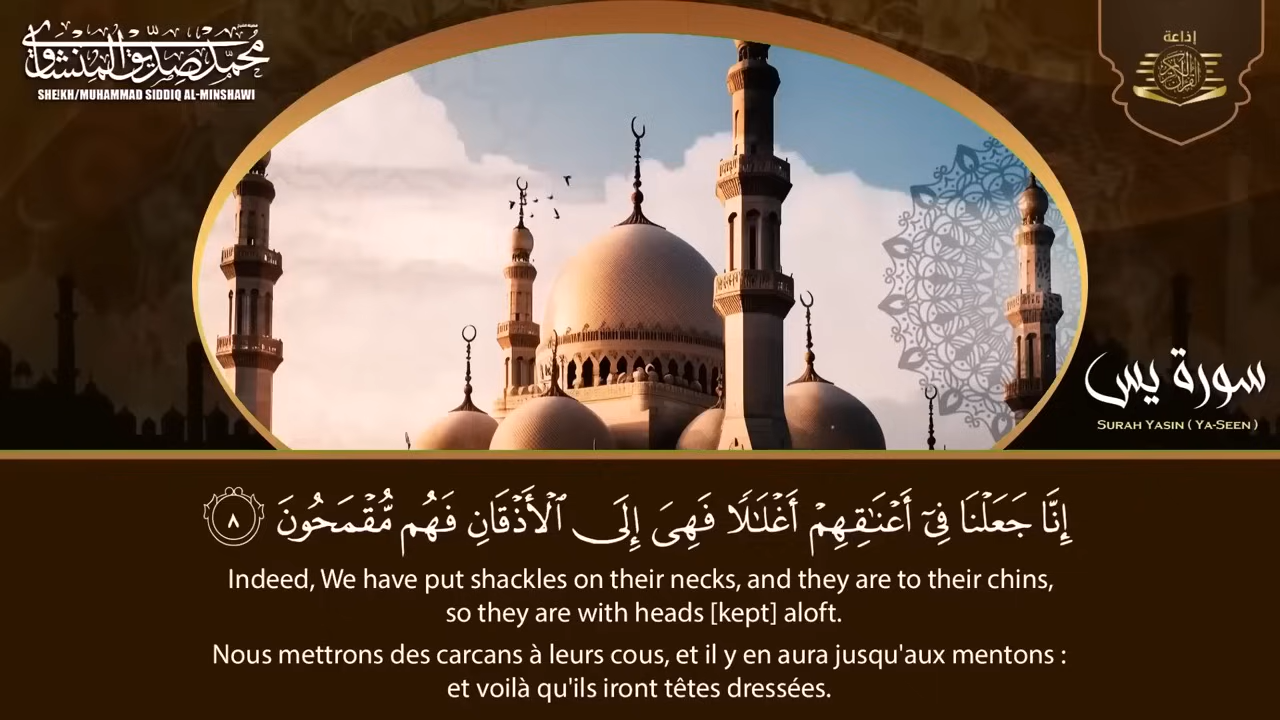 محمد صديق المنشاوي
SHEIKH/MUHAMMAD SIDDIQ AL-MINSHAWI
إذاعة
القرآن الكريم
سورة يس
SURAH YASIN ( YA-SEEN )
إِنَّا جَعَلْنَا فِىٓ أَعْنَـٰقِهِمْ أَغْلَـٰلًا فَهِىَ إِلَى ٱلْأَذْقَانِ فَهُم مُّقْمَحُونَ ٨
Indeed, We have put shackles on their necks, and they are to their chins,
so they are with heads [kept] aloft.
Nous mettrons des carcans à leurs cous, et il y en aura jusqu'aux mentons :
et voilà qu'ils iront têtes dressées.